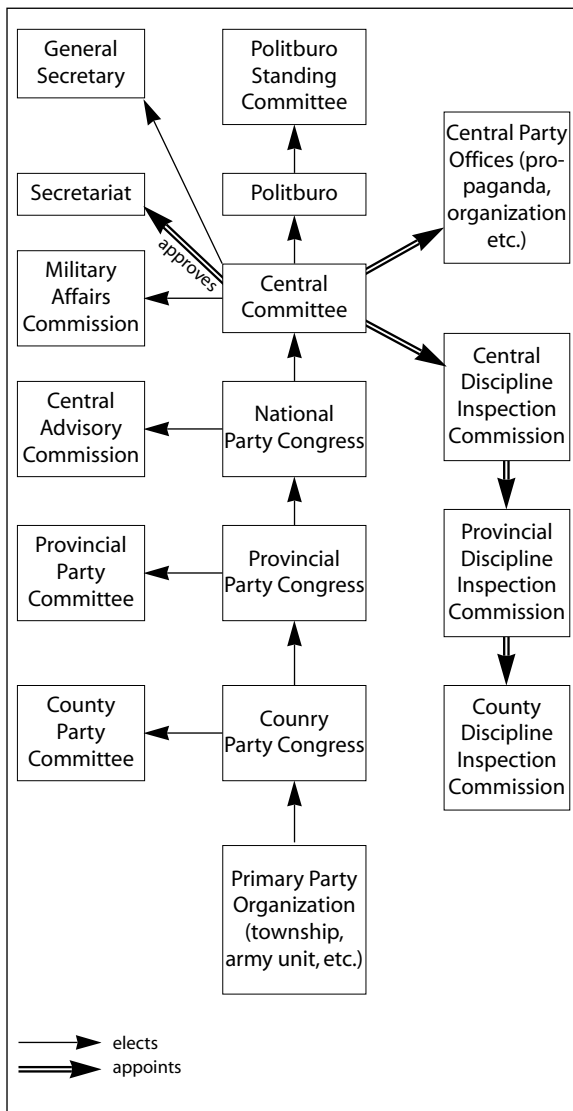 General
Secretary
Politburo
Standing
Committee
Central Party
Offices (pro-
paganda,
organization
etc.)
Secretariat
Politburo
approves
Military
Affairs
Commission
Central
Committee
Central
Discipline
Inspection
Commission
Central
Advisory
Commission
National
Party Congress
Provincial
Party
Committee
Provincial
Party Congress
Provincial
Discipline
Inspection
Commission
County
Party
Committee
Counry
Party Congress
County
Discipline
Inspection
Commission
Primary Party
Organization
(township,
army unit, etc.)
elects
appoints